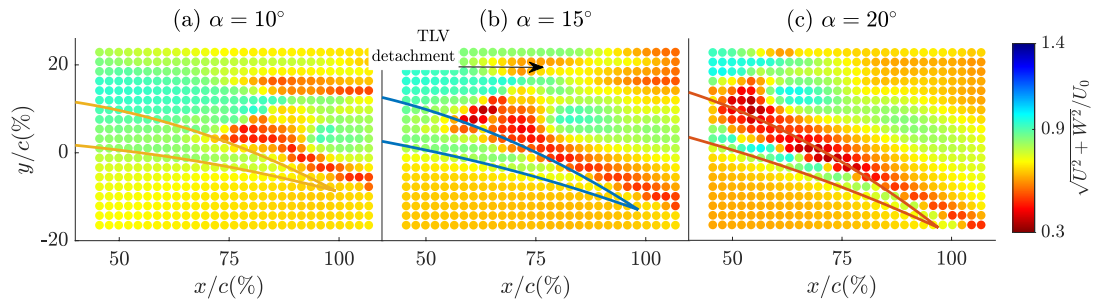 (a) α = 10°
(b) α = 15°
(c) α = 20°
TLV
detachment
y/c(%)
20
0
-20
50 75 100
50 75 100
50 75 100
x/c(%)
x/c(%)
x/c(%)
1.4
0.9
0.3
√U² + W²/U₀